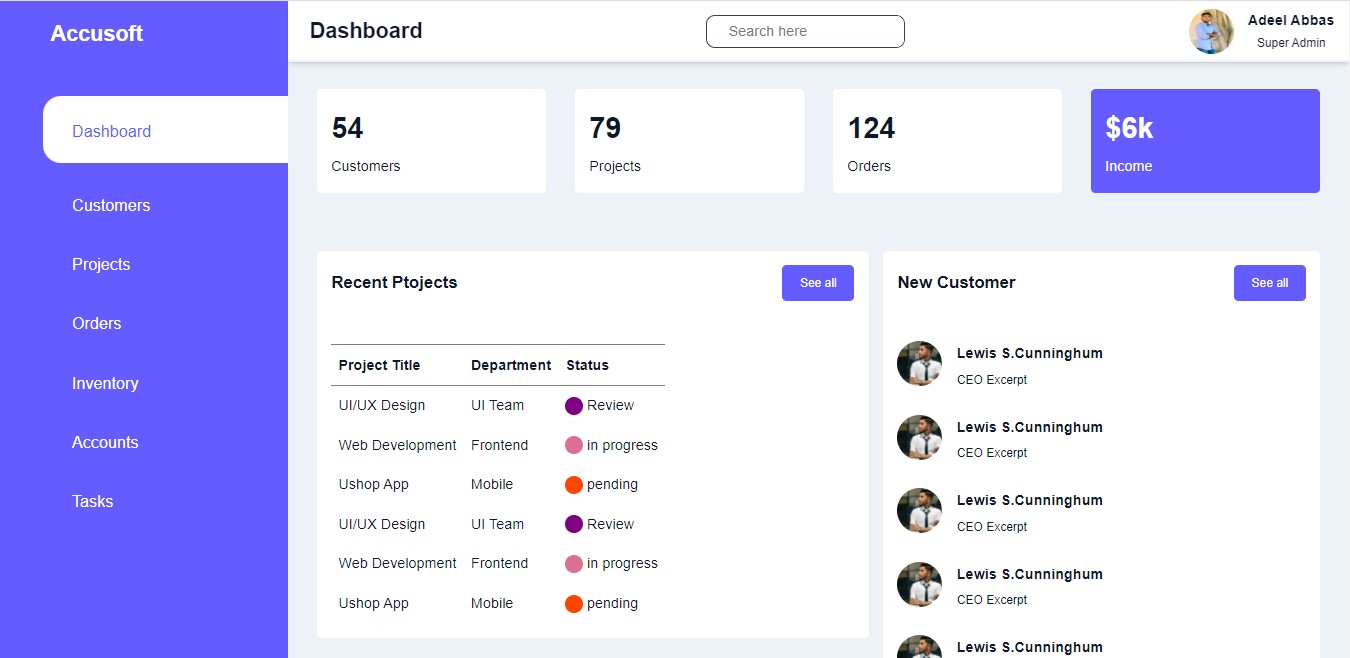 Accusoft
Dashboard
Customers
Projects
Orders
Inventory
Accounts
Tasks
Dashboard
Search here
Adeel Abbas
Super Admin
54
Customers
79
Projects
124
Orders
$6k
Income
Recent Ptojects
See all
Project Title Department Status
UI/UX Design UI Team Review
Web Development Frontend in progress
Ushop App Mobile pending
UI/UX Design UI Team Review
Web Development Frontend in progress
Ushop App Mobile pending
New Customer
See all
Lewis S.Cunninghum
CEO Excerpt
Lewis S.Cunninghum
CEO Excerpt
Lewis S.Cunninghum
CEO Excerpt
Lewis S.Cunninghum
CEO Excerpt
Lewis S.Cunninghum